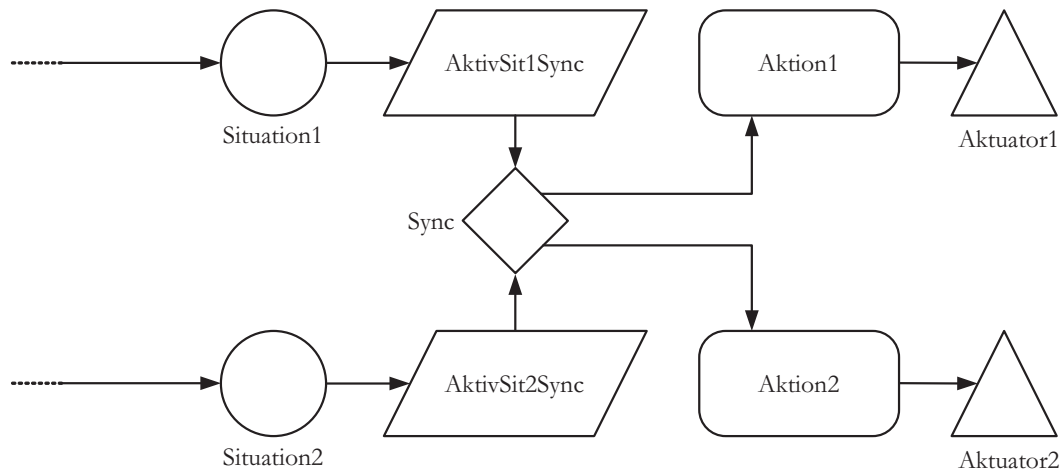 AktivSit1Sync
Aktion1
Situation1
Aktuator1
Sync
AktivSit2Sync
Aktion2
Situation2
Aktuator2